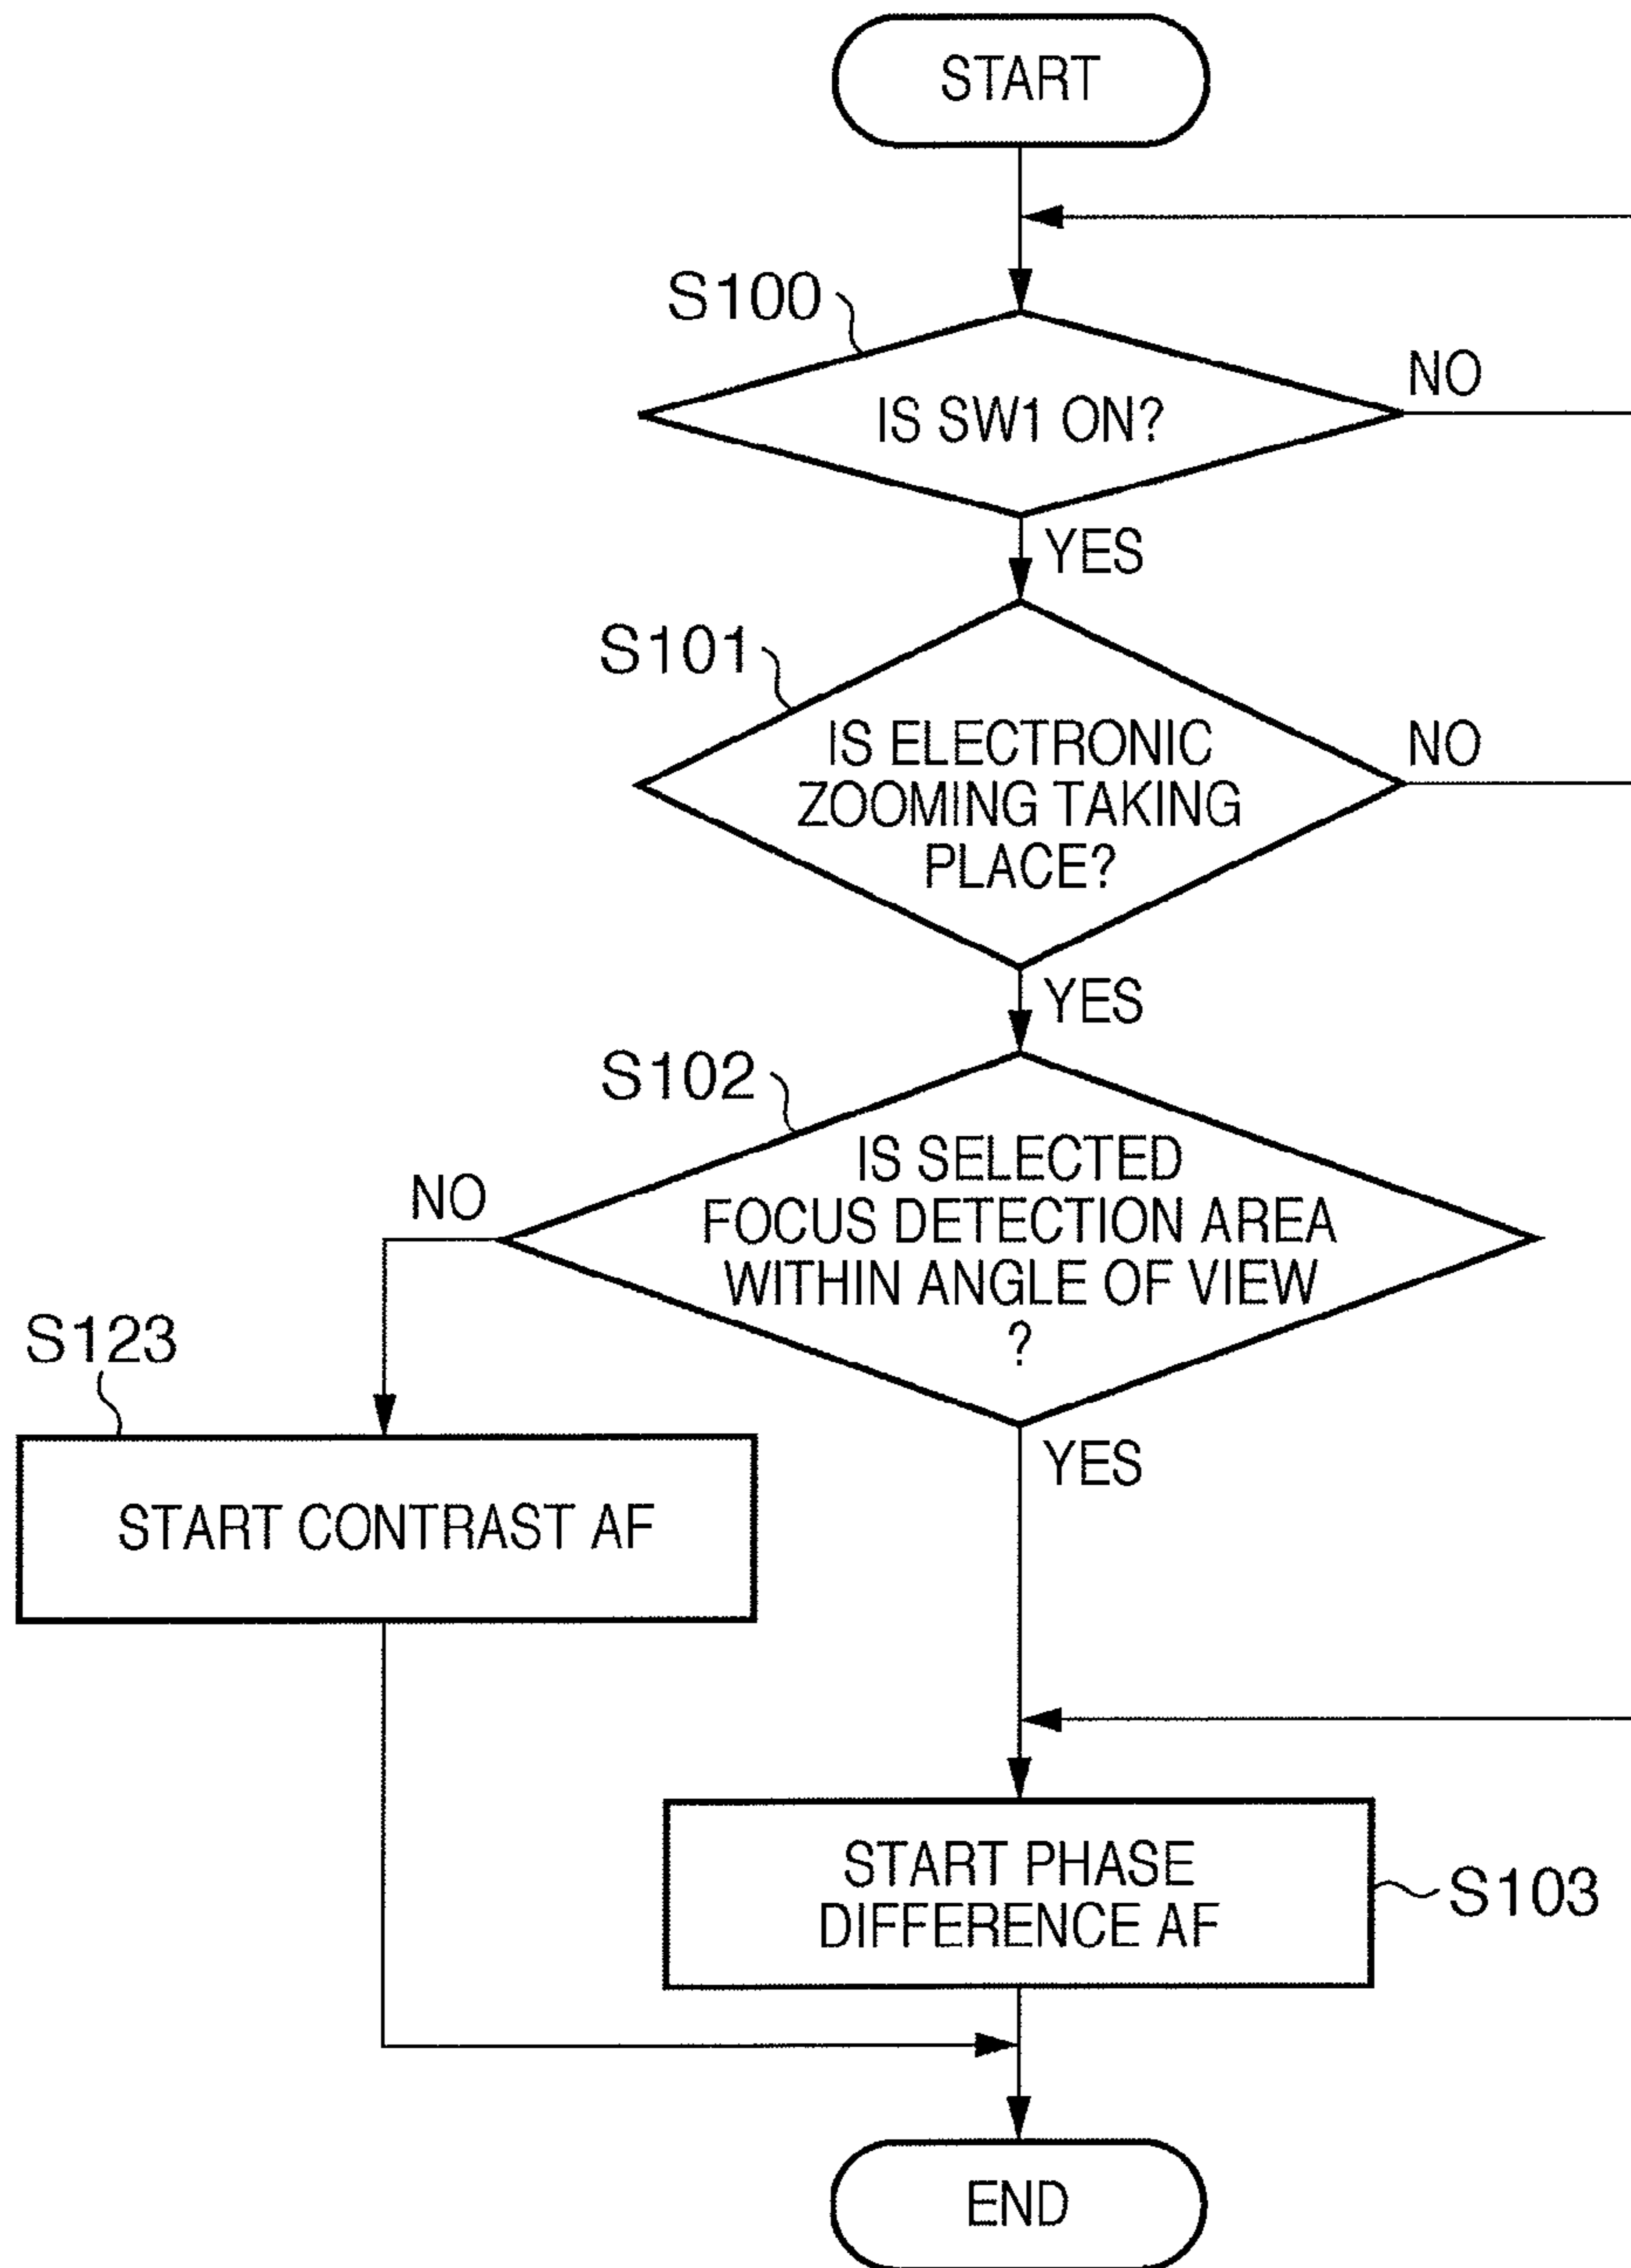 START
S100
IS SW1 ON?
NO
YES
S101
IS ELECTRONIC
ZOOMING TAKING
PLACE?
NO
YES
S102
IS SELECTED
FOCUS DETECTION AREA
WITHIN ANGLE OF VIEW
?
NO
YES
S123
START CONTRAST AF
START PHASE
DIFFERENCE AF
S103
END